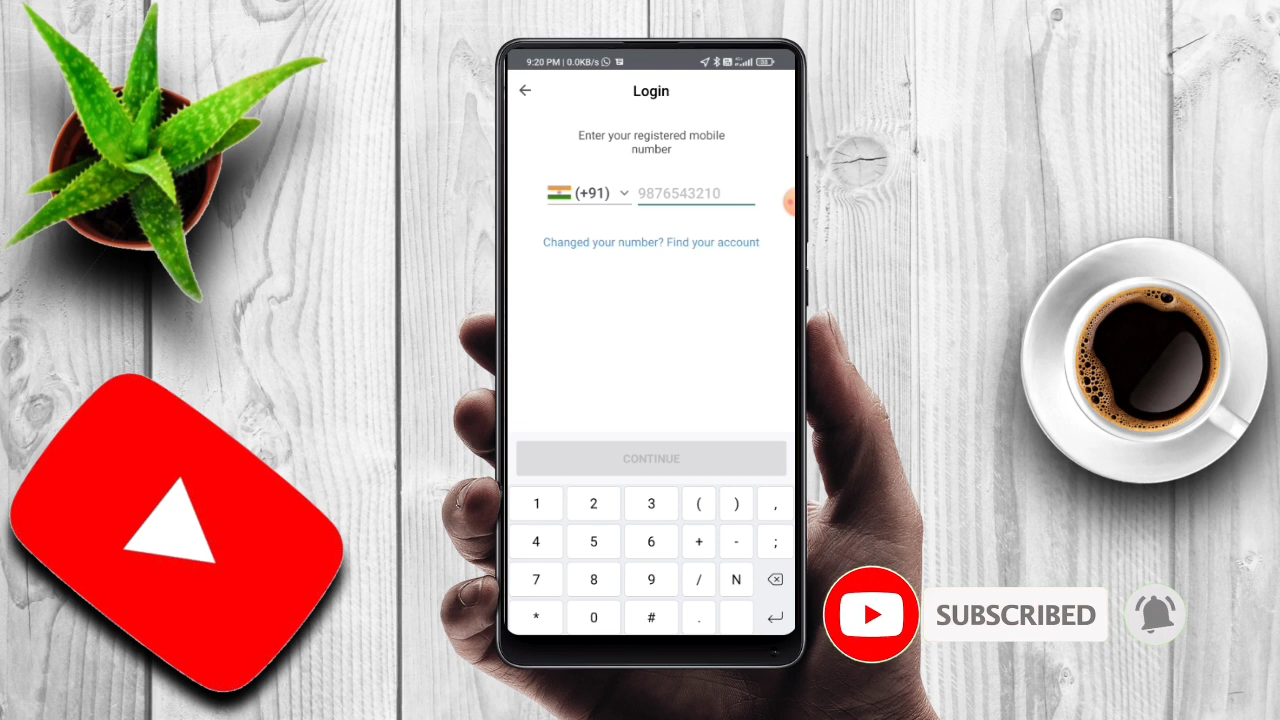 9:20 PM | 0.0KB/s
Login
Enter your registered mobile
number
(+91) 9876543210
Changed your number? Find your account
CONTINUE
1 2 3 ( ) ,
4 5 6 + - ;
7 8 9 / N
* 0 # .
SUBSCRIBED